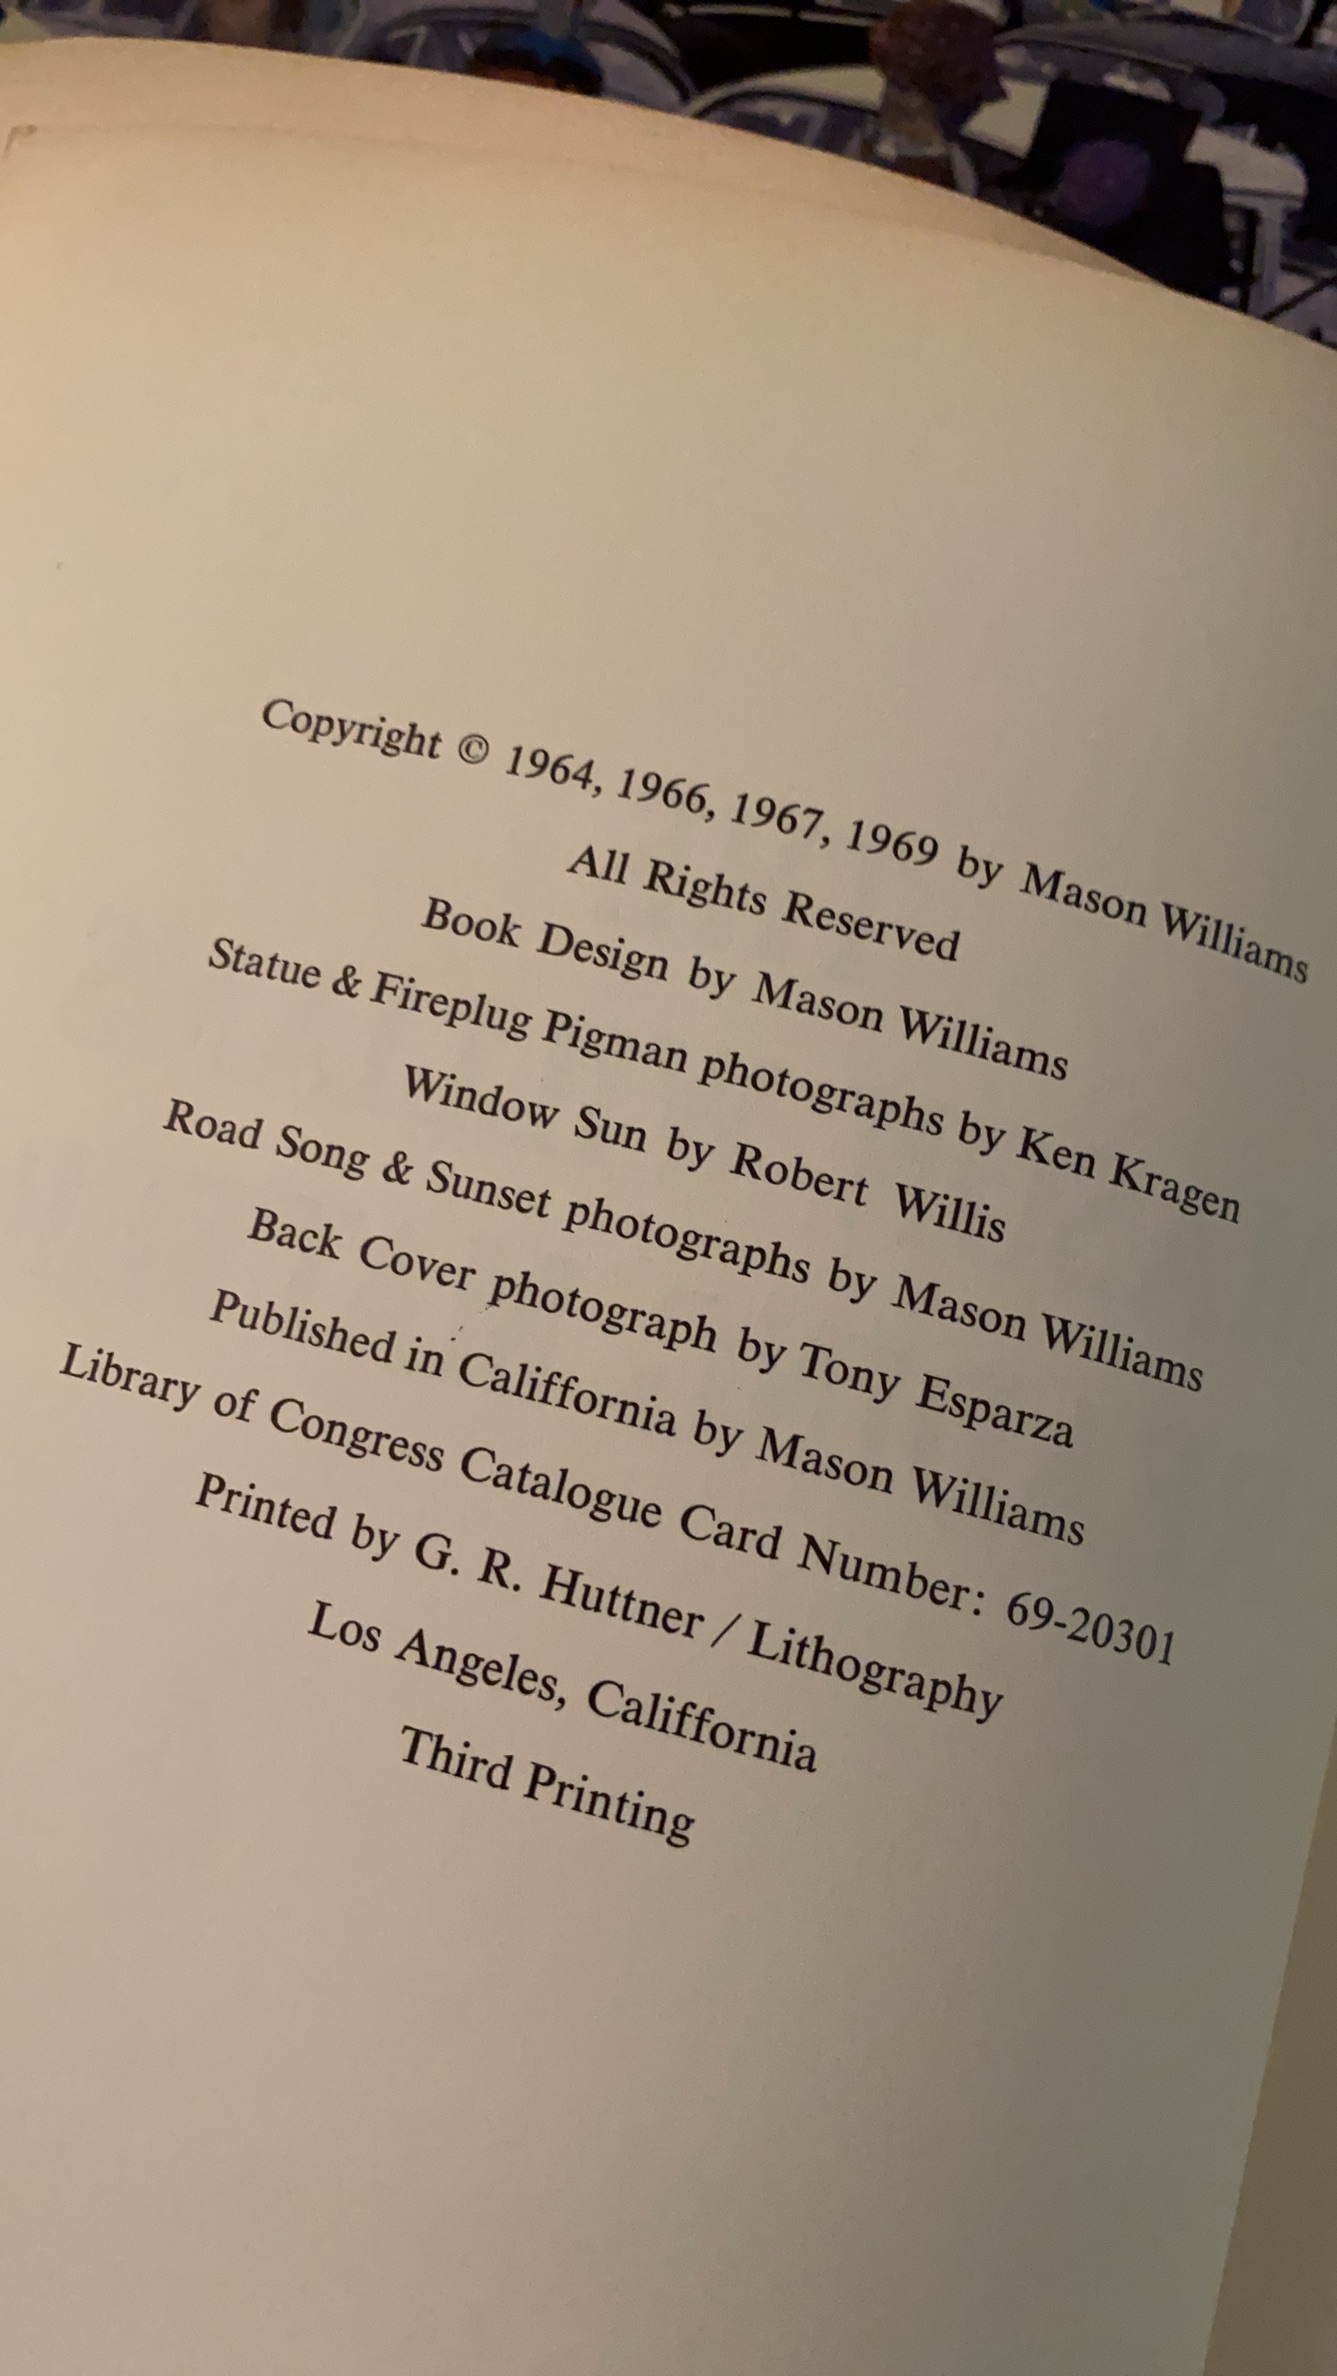 Copyright © 1964, 1966, 1967, 1969 by Mason Williams
All Rights Reserved
Book Design by Mason Williams
Statue & Fireplug Pigman photographs by Ken Kragen
Window Sun by Robert Willis
Road Song & Sunset photographs by Mason Williams
Back Cover photograph by Tony Esparza
Published in Califfornia by Mason Williams
Library of Congress Catalogue Card Number: 69-20301
Printed by G. R. Huttner / Lithography
Los Angeles, Califfornia
Third Printing